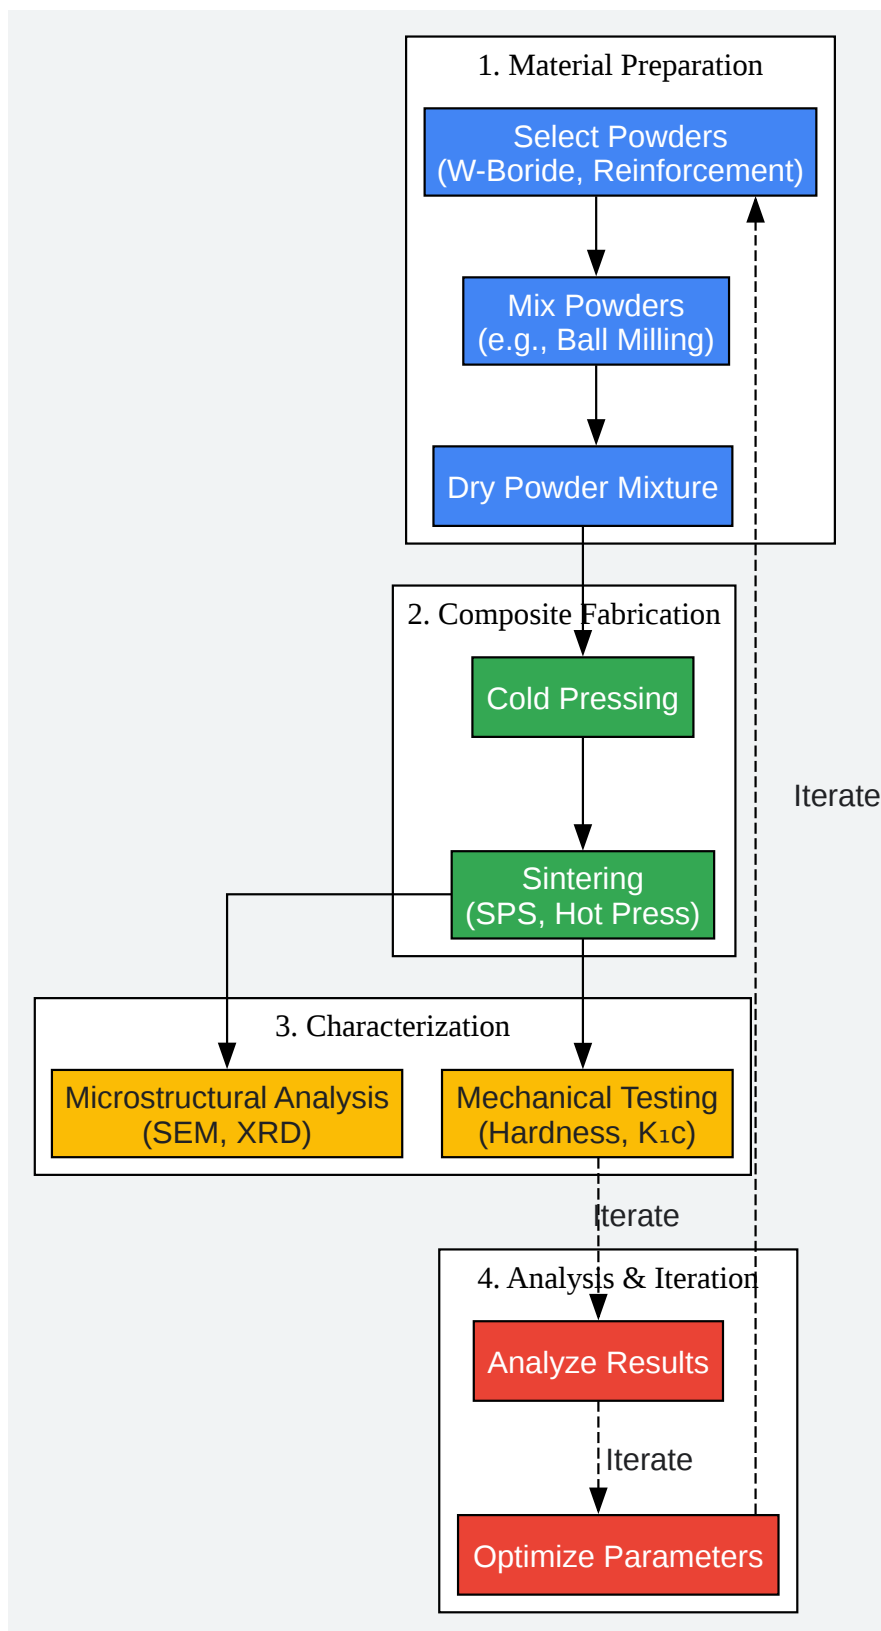 1. Material Preparation
Select Powders
(W-Boride, Reinforcement)
Mix Powders
(e.g., Ball Milling)
Dry Powder Mixture
2. Composite Fabrication
Cold Pressing
Iterate
Sintering
(SPS, Hot Press)
3. Characterization
Microstructural Analysis
(SEM, XRD)
Mechanical Testing
(Hardness, K₁c)
Iterate
4. Analysis & Iteration
Analyze Results
Iterate
Optimize Parameters